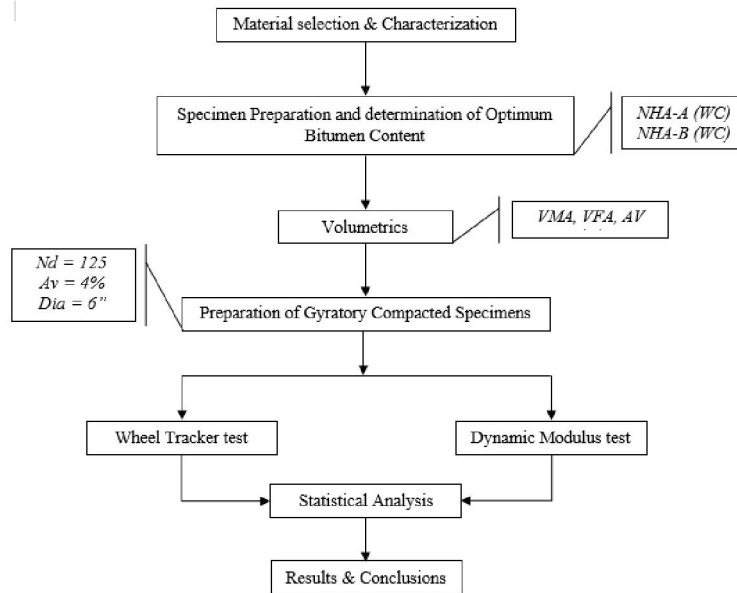 Material selection & Characterization
Specimen Preparation and determination of Optimum
Bitumen Content
NHA-A (WC)
NHA-B (WC)
Volumetrics
VMA, VFA, AV
Nd = 125
Av = 4%
Dia = 6”
Preparation of Gyratory Compacted Specimens
Wheel Tracker test
Dynamic Modulus test
Statistical Analysis
Results & Conclusions